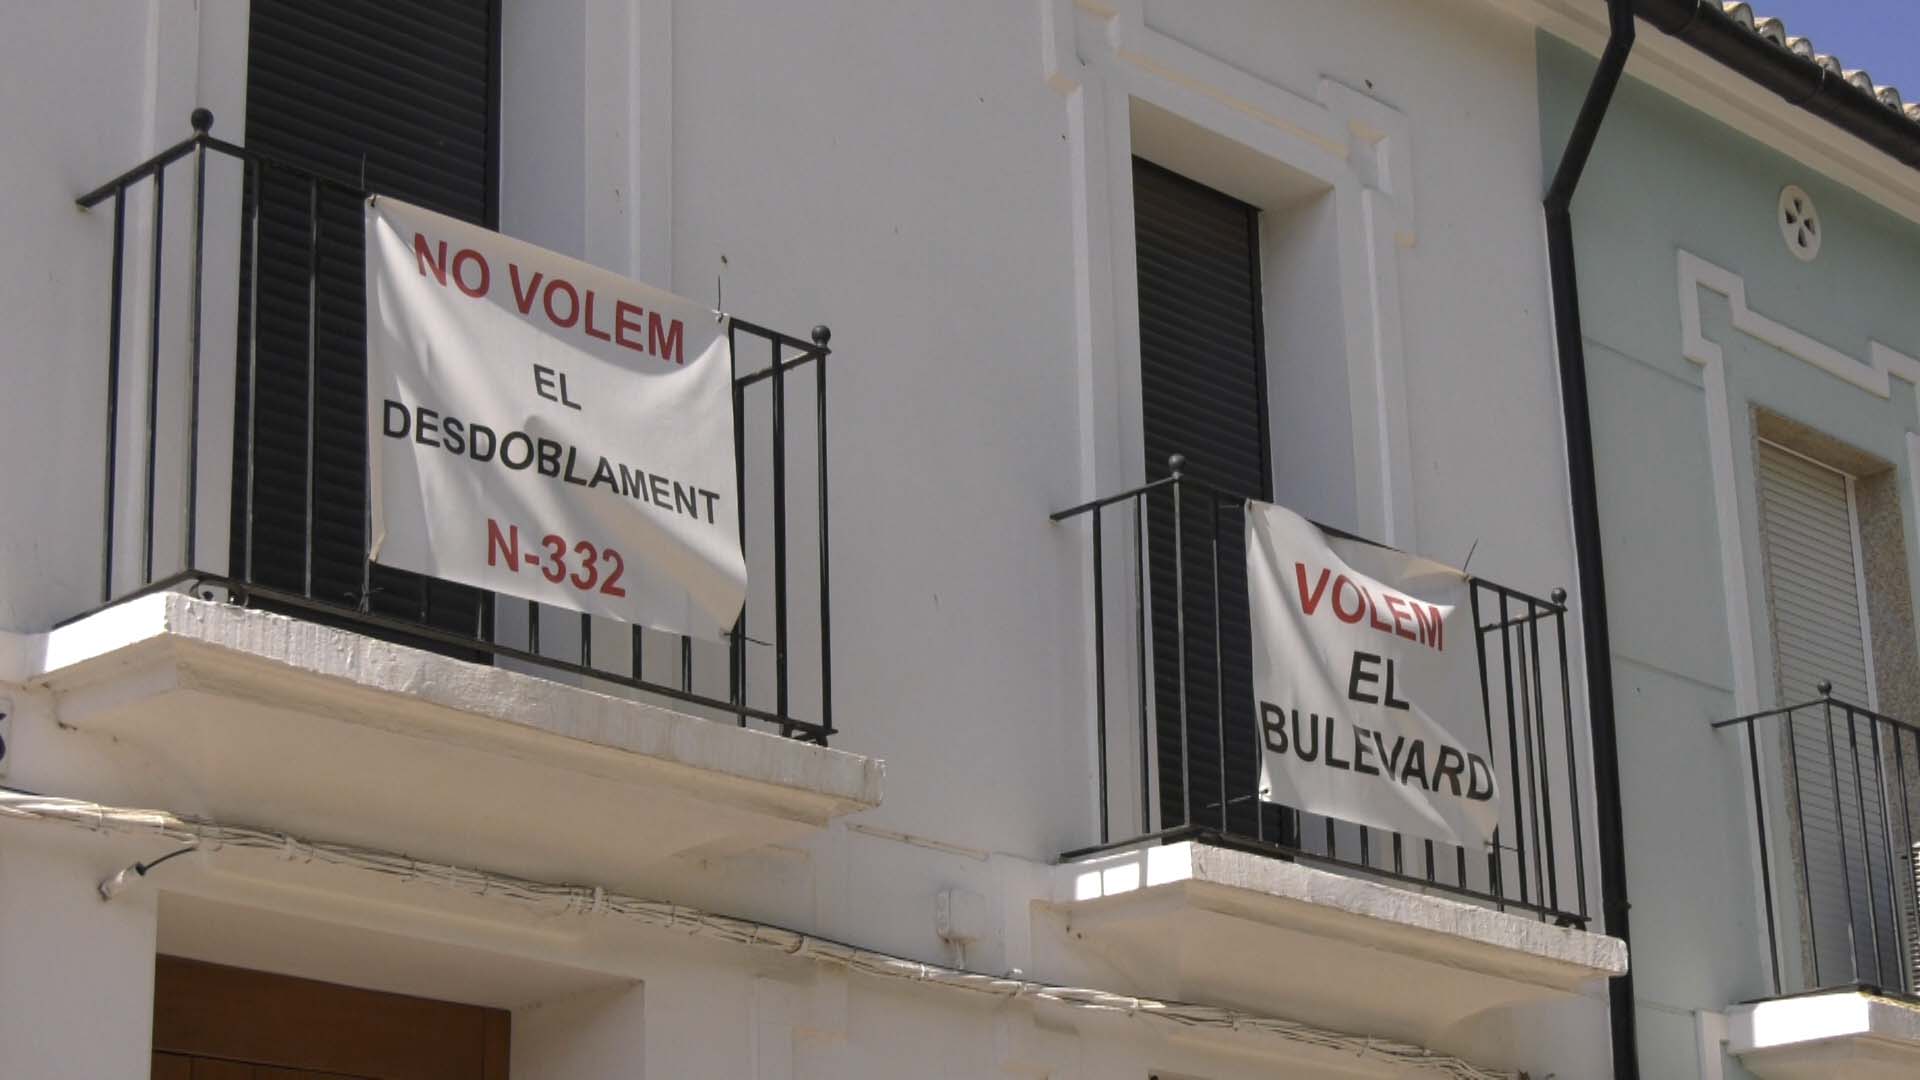 NO VOLEM
EL
DESDOBLAMENT
N-332
VOLEM
EL
BULEVARD